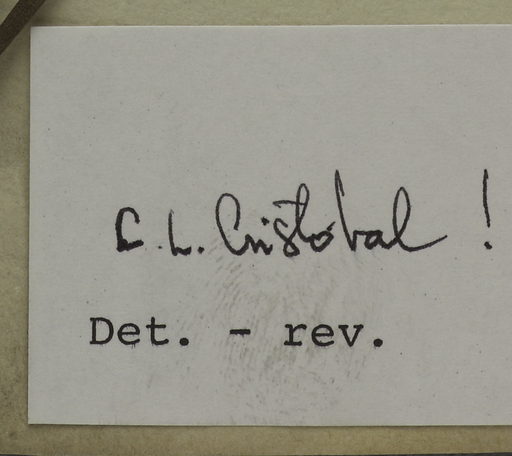 C. L. Cristóbal !
Det. - rev.